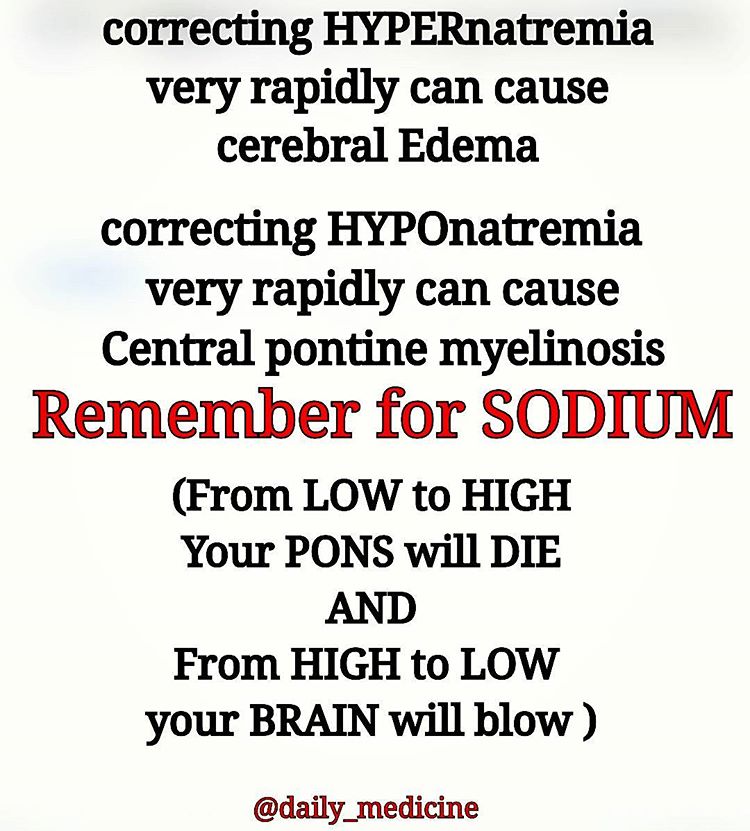 correcting HYPERnatremia
very rapidly can cause
cerebral Edema
correcting HYPOnatremia
very rapidly can cause
Central pontine myelinosis
Remember for SODIUM
(From LOW to HIGH
Your PONS will DIE
AND
From HIGH to LOW
your BRAIN will blow )
@daily_medicine